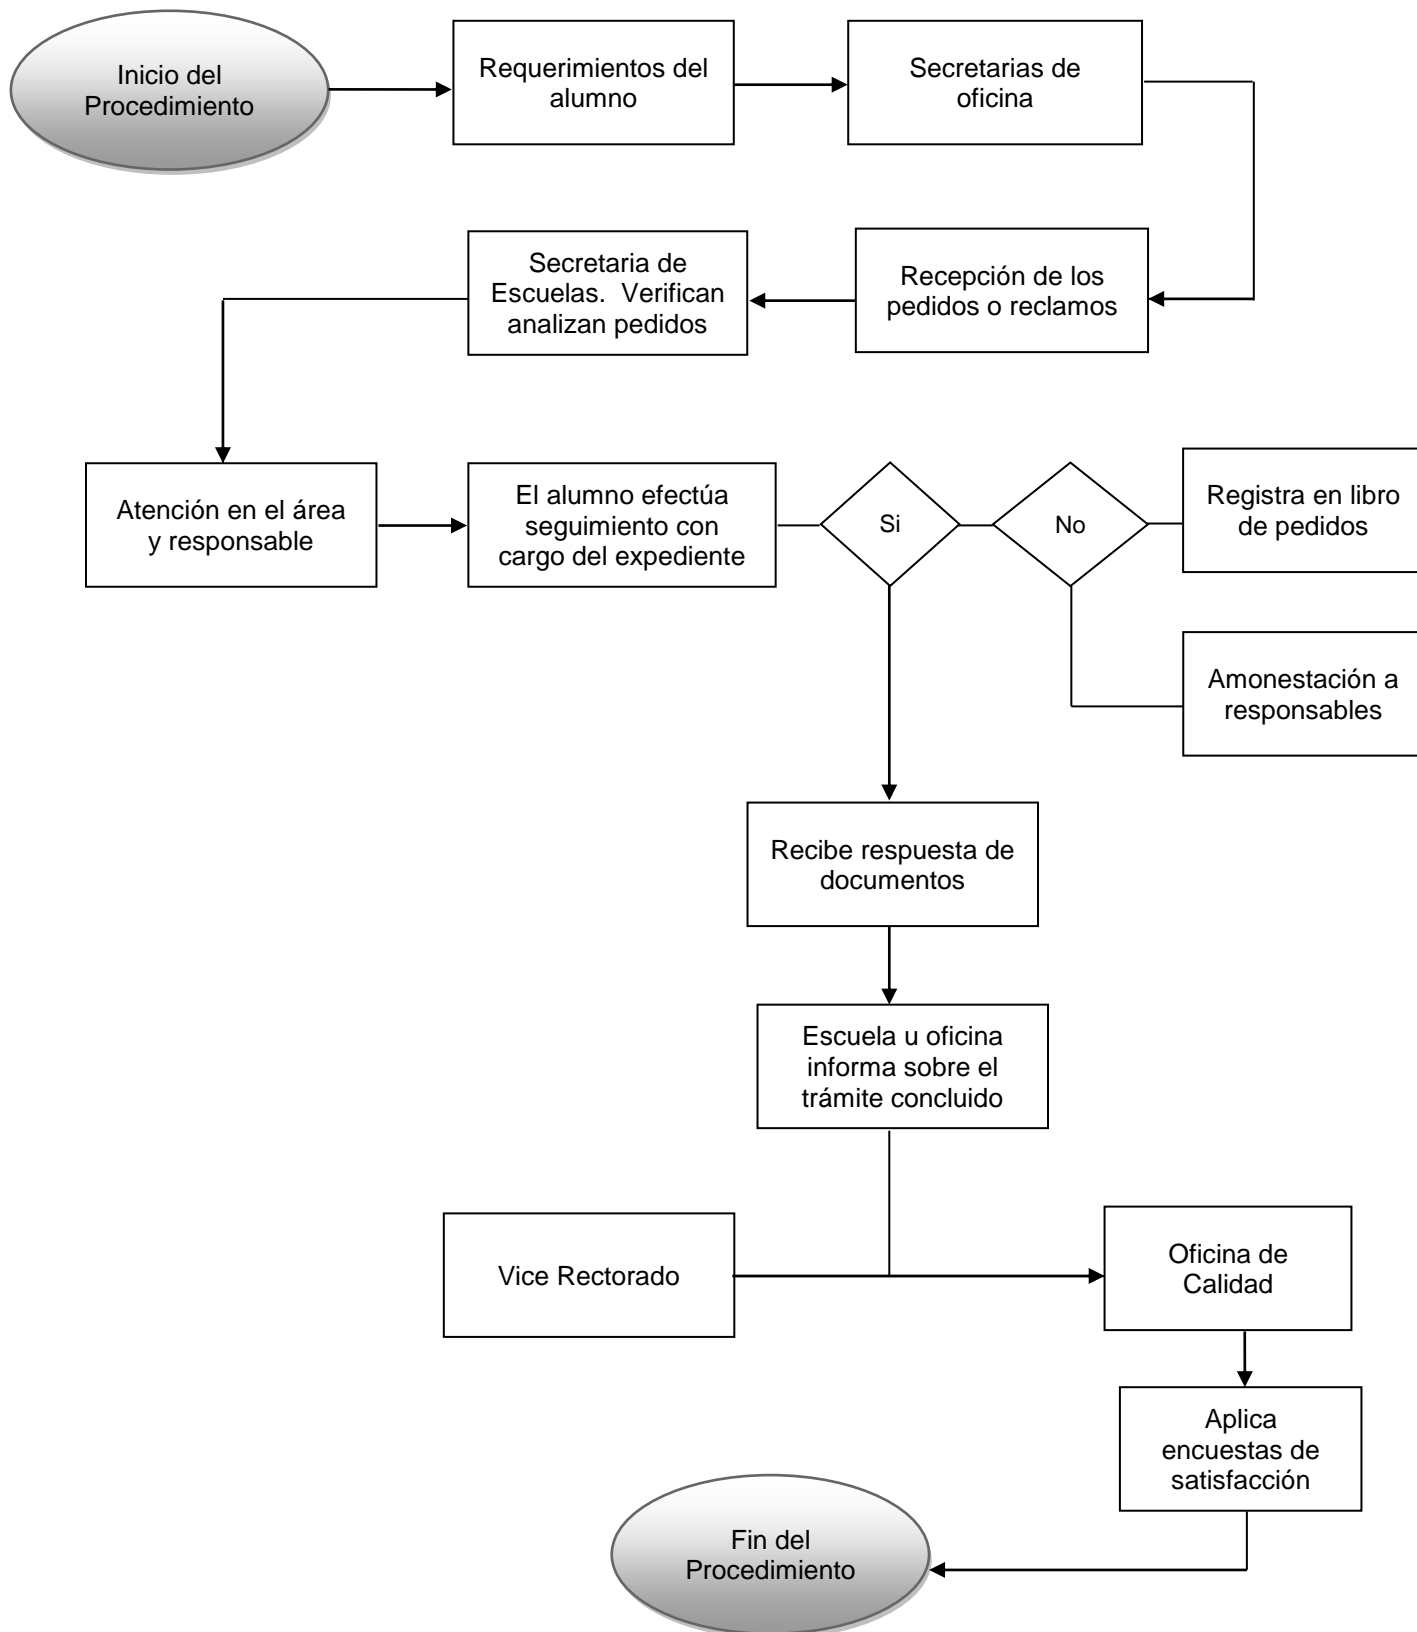 Inicio del
Procedimiento
Requerimientos del
alumno
Secretarias de
oficina
Recepción de los
pedidos o reclamos
Secretaria de
Escuelas.  Verifican
analizan pedidos
Atención en el área
y responsable
El alumno efectúa
seguimiento con
cargo del expediente
Si
No
Registra en libro
de pedidos
Amonestación a
responsables
Recibe respuesta de
documentos
Escuela u oficina
informa sobre el
trámite concluido
Vice Rectorado
Oficina de
Calidad
Aplica
encuestas de
satisfacción
Fin del
Procedimiento